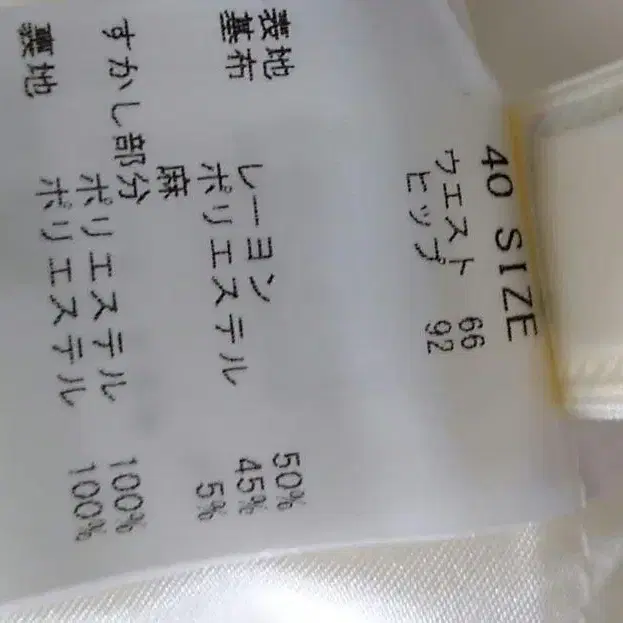 40 SIZE
ウエスト 66
ヒップ 92
表地 レーヨン 50%
基布 ポリエステル 45%
麻 5%
すかし部分 ポリエステル 100%
裏地 ポリエステル 100%